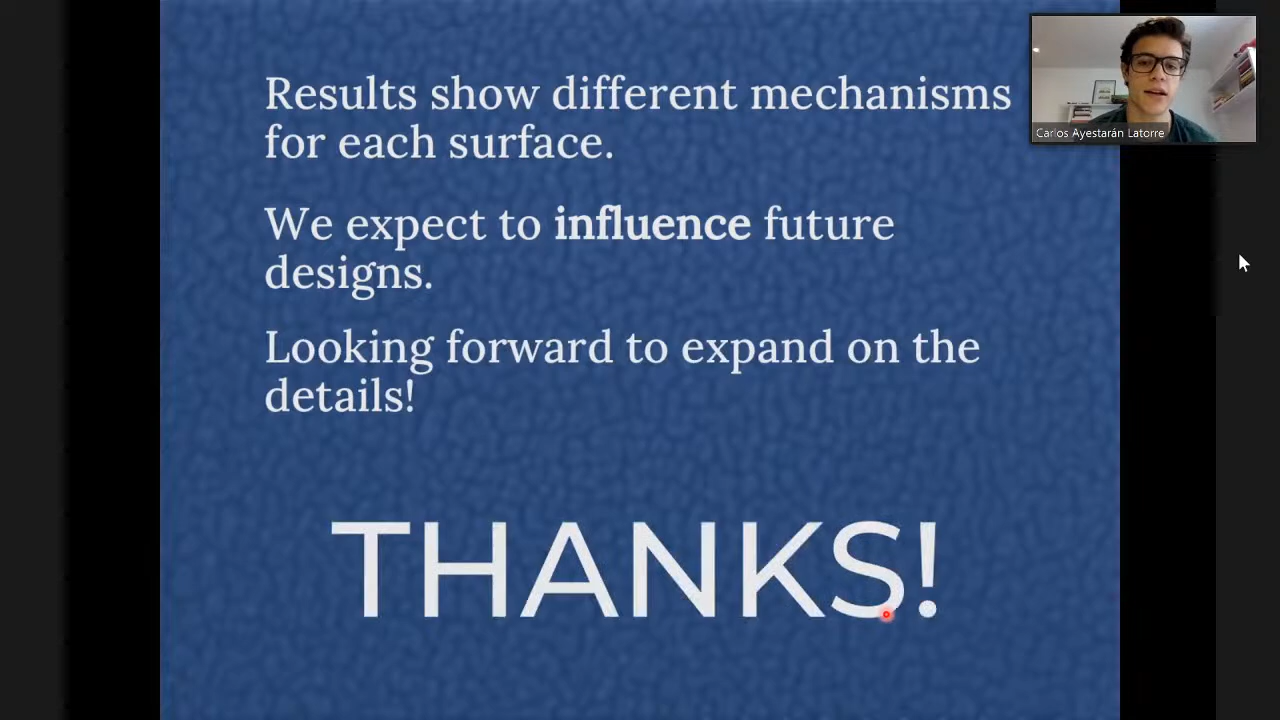 Results show different mechanisms
for each surface.
We expect to influence future
designs.
Looking forward to expand on the
details!
THANKS!
Carlos Ayestarán Latorre